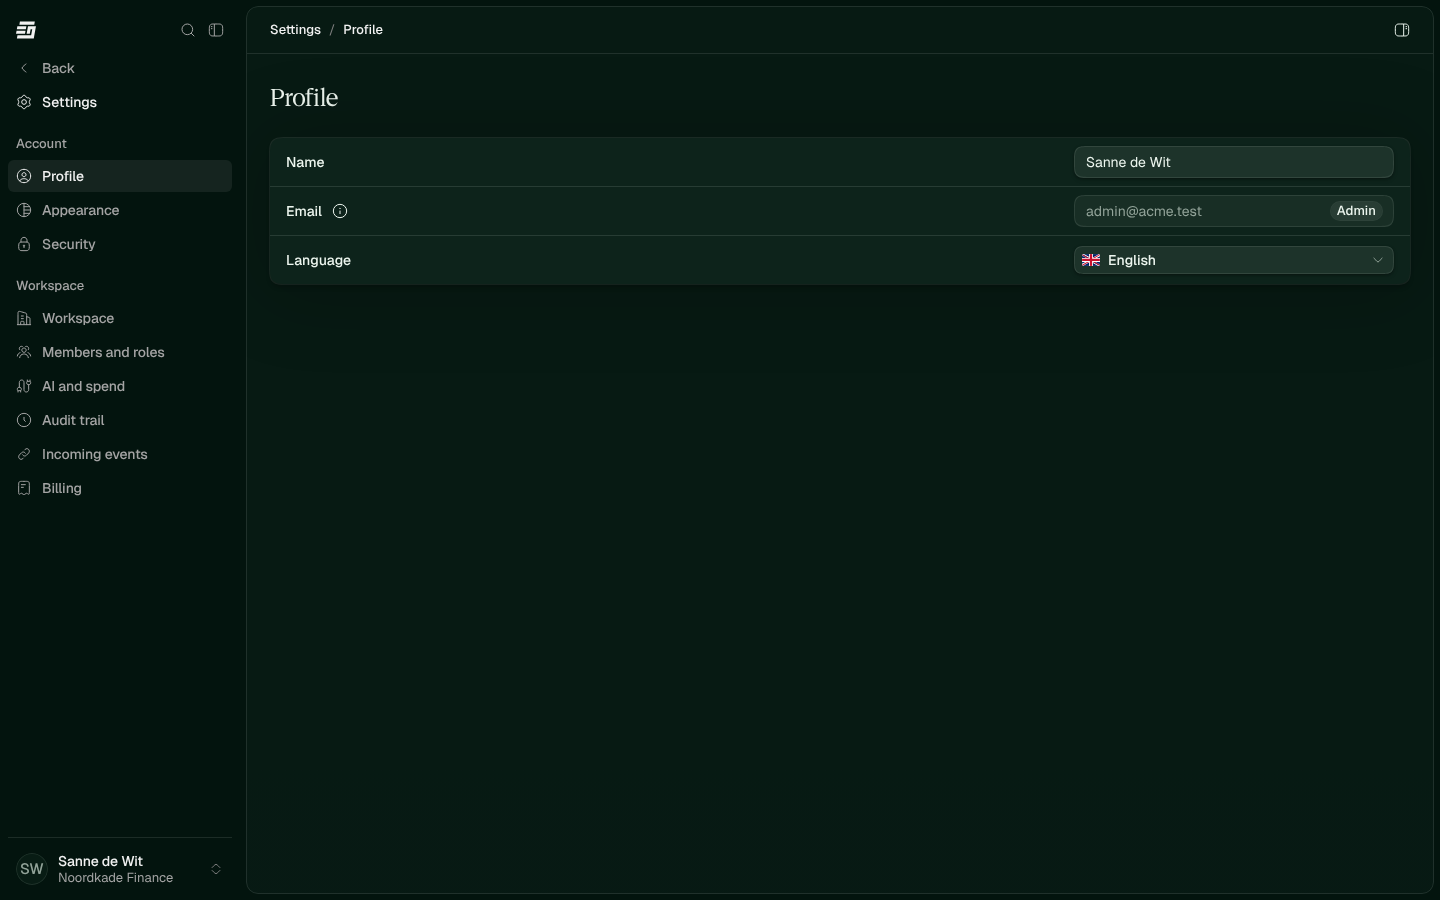 Back
Settings
Account
Profile
Appearance
Security
Workspace
Workspace
Members and roles
AI and spend
Audit trail
Incoming events
Billing
SW
Sanne de Wit
Noordkade Finance
Settings / Profile
Profile
Name
Sanne de Wit
Email
admin@acme.test
Admin
Language
English